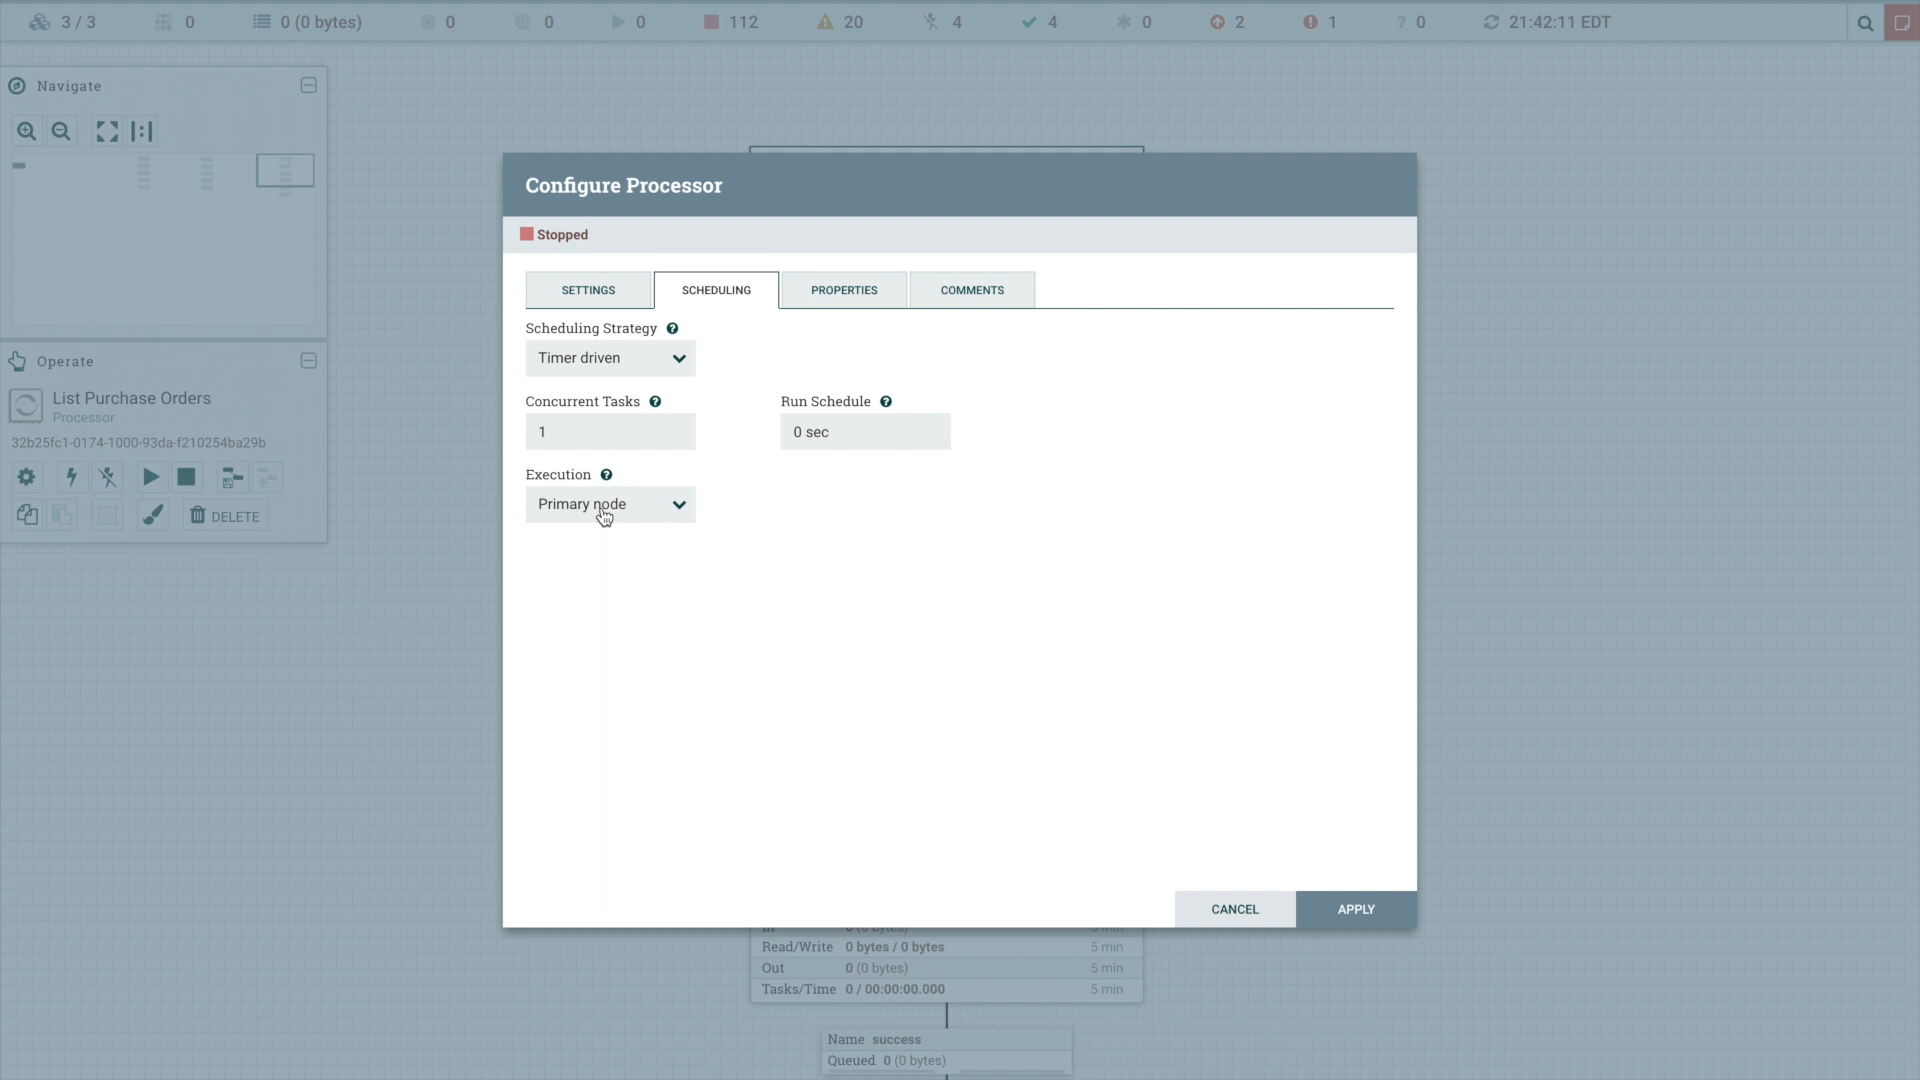 3 / 3 0 0 (0 bytes) 0 0 0 112 20 4 4 0 2 1 ? 0 21:42:11 EDT
Navigate
Operate
List Purchase Orders
Processor
32b25fc1-0174-1000-93da-f210254ba29b
DELETE
Configure Processor
Stopped
SETTINGS SCHEDULING PROPERTIES COMMENTS
Scheduling Strategy ?
Timer driven
Concurrent Tasks ? Run Schedule ?
1 0 sec
Execution ?
Primary node
CANCEL APPLY
5 min
Read/Write 0 bytes / 0 bytes 5 min
Out 0 (0 bytes) 5 min
Tasks/Time 0 / 00:00:00.000 5 min
Name success
Queued 0 (0 bytes)